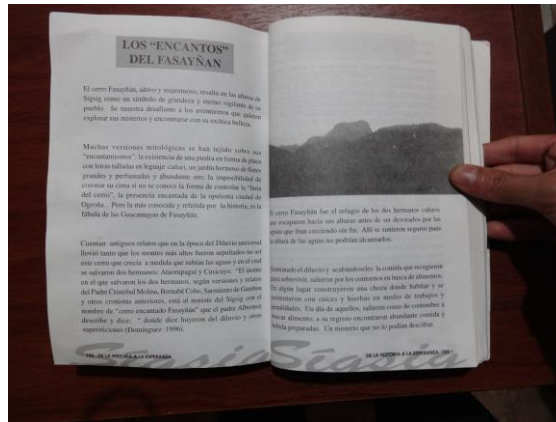 LOS “ENCANTOS”
DEL FASAYÑAN
El cerro Fasayñán, altivo y majestuoso, resalta en las alturas de
Sígsig como un símbolo de grandeza y eterno vigilante de su
pueblo. Se muestra desafiante a los aventureros que quieren
explorar sus misterios y encontrarse con su exótica belleza.
Muchas versiones mitológicas se han tejido sobre sus
“encantamientos”: la existencia de una piedra en forma de placa
con letras talladas en lenguaje cañari, un jardín hermoso de flores
grandes y perfumadas y abundante oro; la imposibilidad de
coronar su cima si no se conoce la forma de controlar la “furia
del cerro”, la presencia encantada de la opulenta ciudad de
Ogroña... Pero la más conocida y referida por la historia, es la
fábula de las Guacamayas de Fasayñán.
Cuentan antiguos relatos que en la época del Diluvio universal
llovió tanto que los montes más altos fueron sepultados no así
este cerro que crecía a medida que subían las aguas y en el cual
se salvaron dos hermanos: Ataorupagui y Cusicayo. “El monte
en el que salvaron los dos hermanos, según versiones y relatos
del Padre Cristóbal Molina, Bernabé Cobo, Sarmiento de Gamboa
y otros cronistas anteriores, está al sureste del Sígsig con el
nombre de “cerro encantado Fasayñán” que el padre Albornoz
describe y dice: “ donde dice huyeron del diluvio y otras
supersticiones (Domínguez :1996).
188 DE LA HISTORIA A LA ESPERANZA
El cerro Fasayñán fue el refugio de los dos hermanos cañaris
que escaparon hacia sus alturas antes de ser devorados por las
aguas que iban creciendo sin fin. Allí se sintieron seguros pues
la altura de las aguas no podrían alcanzarlos.
Terminado el diluvio y acabándoseles la comida que recogieron
para sobrevivir, salieron por los contornos en busca de alimentos.
En algún lugar construyeron una choza donde habitar y se
mantuvieron con raíces y hierbas en medio de trabajos y
penalidades. Un día de aquellos, salieron como de costumbre a
buscar alimento; a su regreso encontraron abundante comida y
bebida preparadas. Un misterio que no lo podían descifrar.
DE LA HISTORIA A LA ESPERANZA 189
Sígsig